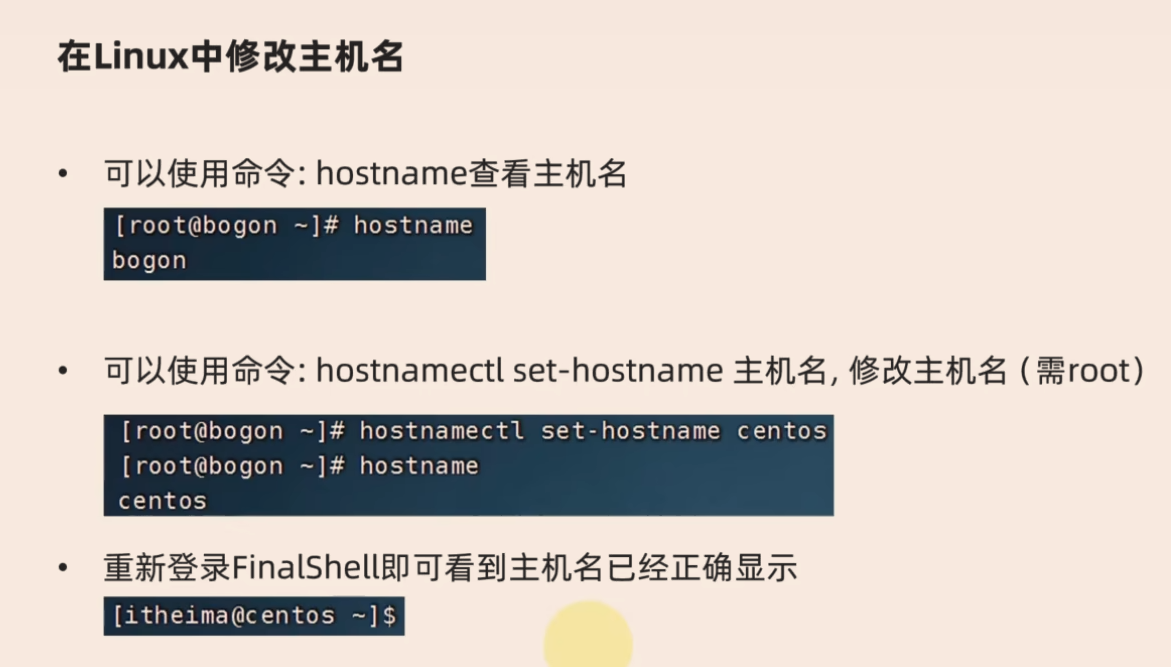 在Linux中修改主机名
• 可以使用命令: hostname查看主机名
[root@bogon ~]# hostname
bogon
• 可以使用命令: hostnamectl set-hostname 主机名, 修改主机名（需root）
[root@bogon ~]# hostnamectl set-hostname centos
[root@bogon ~]# hostname
centos
• 重新登录FinalShell即可看到主机名已经正确显示
[itheima@centos ~]$